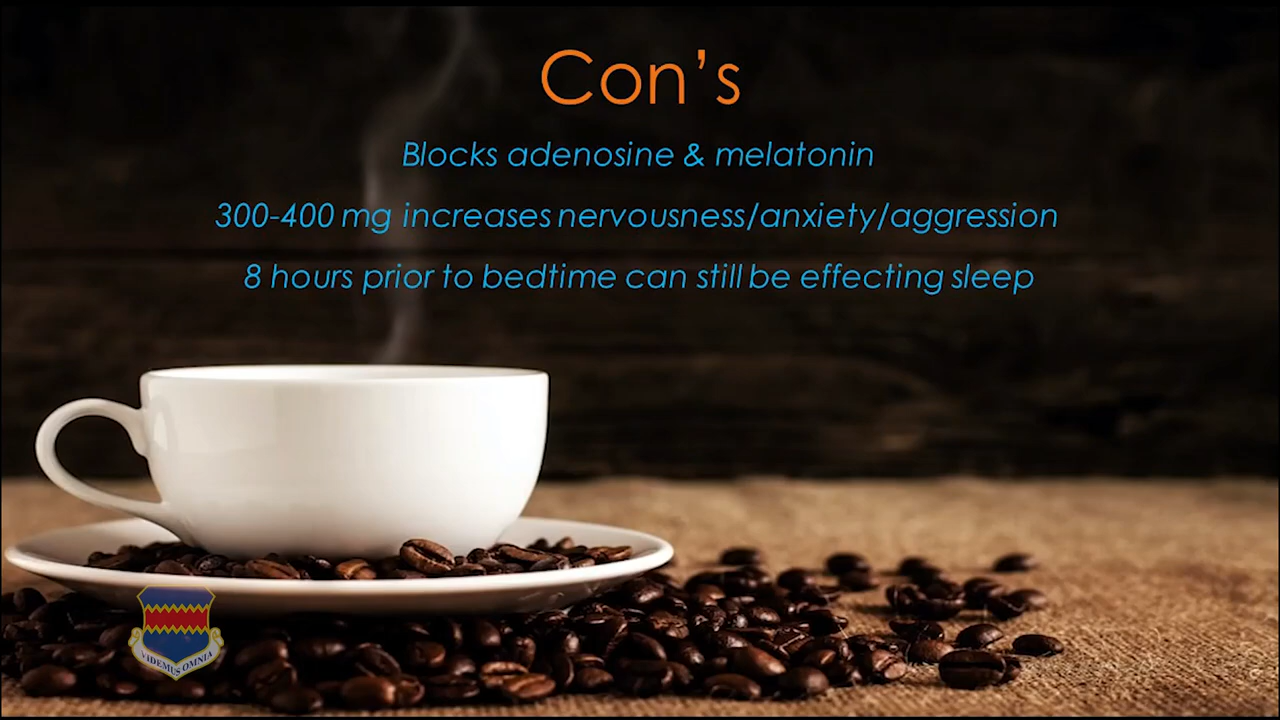 Con's
Blocks adenosine & melatonin
300-400 mg increases nervousness/anxiety/aggression
8 hours prior to bedtime can still be effecting sleep
VIDEMUS OMNIA